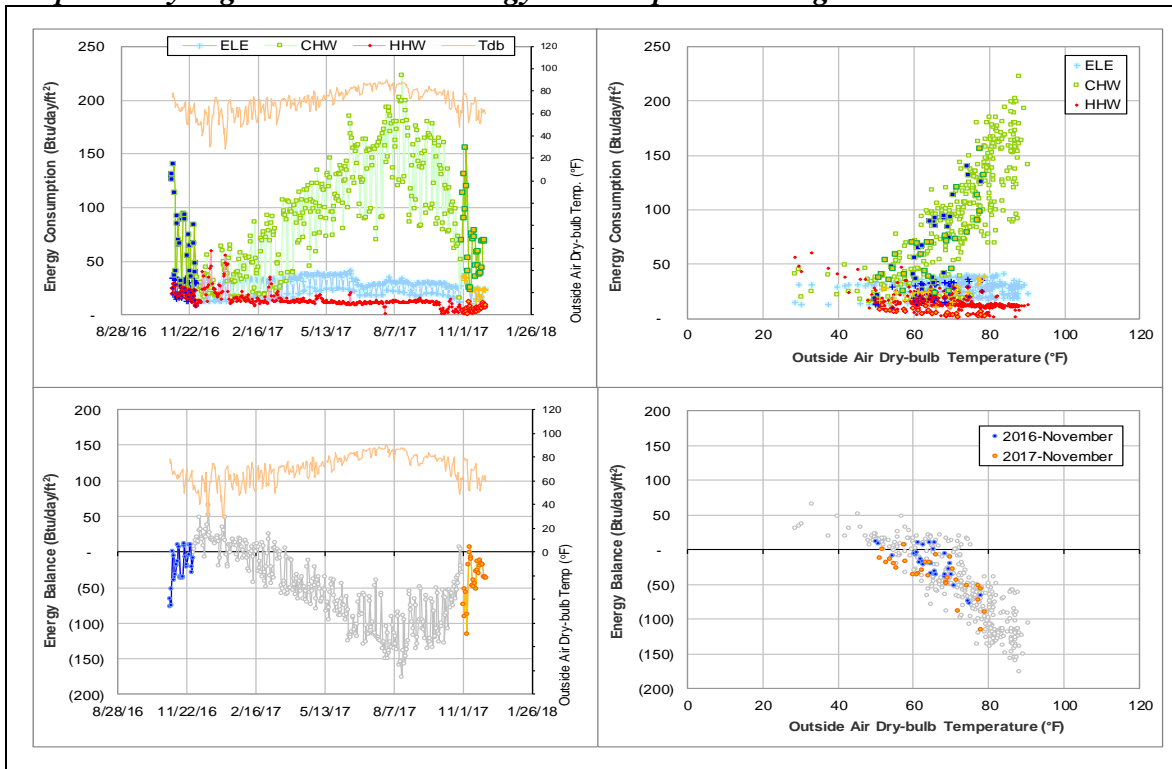 ELE CHW HHW Tdb
Energy Consumption (Btu/day/ft²)
250
200
150
100
50
-
120
100
80
60
40
20
0
Outside Air Dry-bulb Temp. (°F)
8/28/16 11/22/16 2/16/17 5/13/17 8/7/17 11/1/17 1/26/18
Energy Consumption (Btu/day/ft²)
250
200
150
100
50
-
ELE
CHW
HHW
0 20 40 60 80 100 120
Outside Air Dry-bulb Temperature (°F)
Energy Balance (Btu/day/ft²)
200
150
100
50
-
(50)
(100)
(150)
(200)
120
100
80
60
40
20
0
Outside Air Dry-bulb Temp (°F)
8/28/16 11/22/16 2/16/17 5/13/17 8/7/17 11/1/17 1/26/18
Energy Balance (Btu/day/ft²)
200
150
100
50
-
(50)
(100)
(150)
(200)
2016-November
2017-November
0 20 40 60 80 100 120
Outside Air Dry-bulb Temperature (°F)